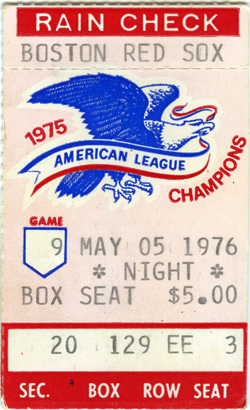 RAIN CHECK
BOSTON RED SOX
1975
AMERICAN LEAGUE
CHAMPIONS
GAME
9 MAY 05 1976
* NIGHT *
BOX SEAT $5.00
20 129 EE 3
SEC. BOX ROW SEAT